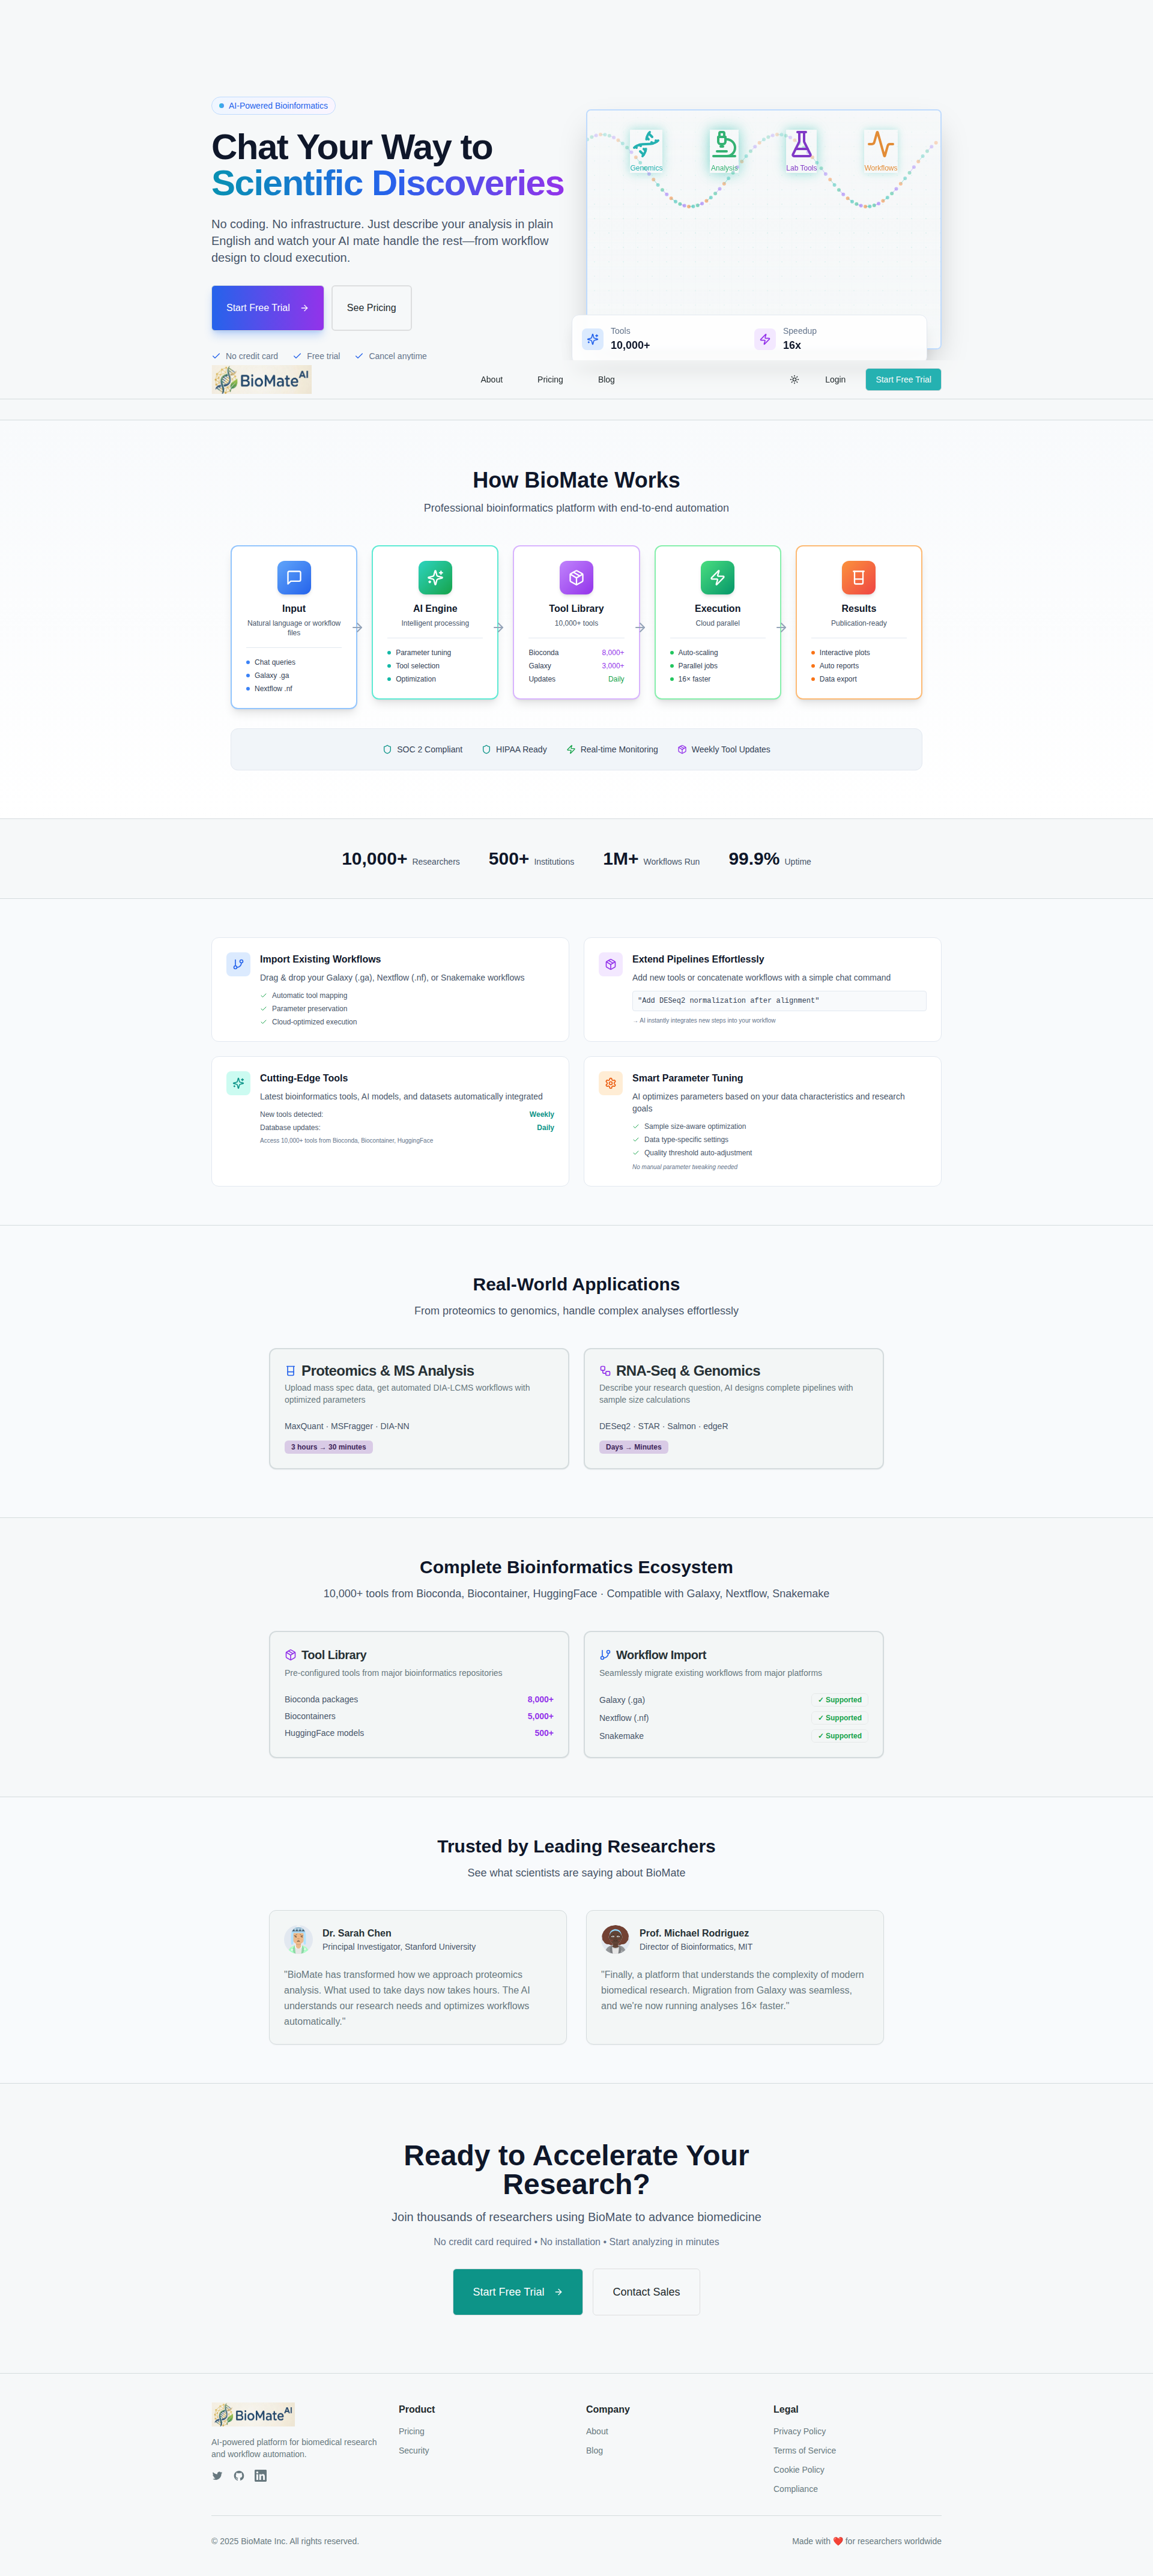 AI-Powered Bioinformatics
Chat Your Way to
Scientific Discoveries
No coding. No infrastructure. Just describe your analysis in plain
English and watch your AI mate handle the rest—from workflow
design to cloud execution.
Start Free Trial
See Pricing
No credit card
Free trial
Cancel anytime
Genomics
Analysis
Lab Tools
Workflows
Tools
10,000+
Speedup
16x
BioMate AI
About
Pricing
Blog
Login
Start Free Trial
How BioMate Works
Professional bioinformatics platform with end-to-end automation
Input
Natural language or workflow
files
Chat queries
Galaxy .ga
Nextflow .nf
AI Engine
Intelligent processing
Parameter tuning
Tool selection
Optimization
Tool Library
10,000+ tools
Bioconda 8,000+
Galaxy 3,000+
Updates Daily
Execution
Cloud parallel
Auto-scaling
Parallel jobs
16× faster
Results
Publication-ready
Interactive plots
Auto reports
Data export
SOC 2 Compliant
HIPAA Ready
Real-time Monitoring
Weekly Tool Updates
10,000+ Researchers
500+ Institutions
1M+ Workflows Run
99.9% Uptime
Import Existing Workflows
Drag & drop your Galaxy (.ga), Nextflow (.nf), or Snakemake workflows
Automatic tool mapping
Parameter preservation
Cloud-optimized execution
Extend Pipelines Effortlessly
Add new tools or concatenate workflows with a simple chat command
"Add DESeq2 normalization after alignment"
→ AI instantly integrates new steps into your workflow
Cutting-Edge Tools
Latest bioinformatics tools, AI models, and datasets automatically integrated
New tools detected: Weekly
Database updates: Daily
Access 10,000+ tools from Bioconda, Biocontainer, HuggingFace
Smart Parameter Tuning
AI optimizes parameters based on your data characteristics and research
goals
Sample size-aware optimization
Data type-specific settings
Quality threshold auto-adjustment
No manual parameter tweaking needed
Real-World Applications
From proteomics to genomics, handle complex analyses effortlessly
Proteomics & MS Analysis
Upload mass spec data, get automated DIA-LCMS workflows with
optimized parameters
MaxQuant · MSFragger · DIA-NN
3 hours → 30 minutes
RNA-Seq & Genomics
Describe your research question, AI designs complete pipelines with
sample size calculations
DESeq2 · STAR · Salmon · edgeR
Days → Minutes
Complete Bioinformatics Ecosystem
10,000+ tools from Bioconda, Biocontainer, HuggingFace · Compatible with Galaxy, Nextflow, Snakemake
Tool Library
Pre-configured tools from major bioinformatics repositories
Bioconda packages 8,000+
Biocontainers 5,000+
HuggingFace models 500+
Workflow Import
Seamlessly migrate existing workflows from major platforms
Galaxy (.ga) ✓ Supported
Nextflow (.nf) ✓ Supported
Snakemake ✓ Supported
Trusted by Leading Researchers
See what scientists are saying about BioMate
Dr. Sarah Chen
Principal Investigator, Stanford University
"BioMate has transformed how we approach proteomics
analysis. What used to take days now takes hours. The AI
understands our research needs and optimizes workflows
automatically."
Prof. Michael Rodriguez
Director of Bioinformatics, MIT
"Finally, a platform that understands the complexity of modern
biomedical research. Migration from Galaxy was seamless,
and we're now running analyses 16× faster."
Ready to Accelerate Your
Research?
Join thousands of researchers using BioMate to advance biomedicine
No credit card required • No installation • Start analyzing in minutes
Start Free Trial
Contact Sales
BioMate AI
AI-powered platform for biomedical research
and workflow automation.
Product
Pricing
Security
Company
About
Blog
Legal
Privacy Policy
Terms of Service
Cookie Policy
Compliance
© 2025 BioMate Inc. All rights reserved.
Made with ❤️ for researchers worldwide